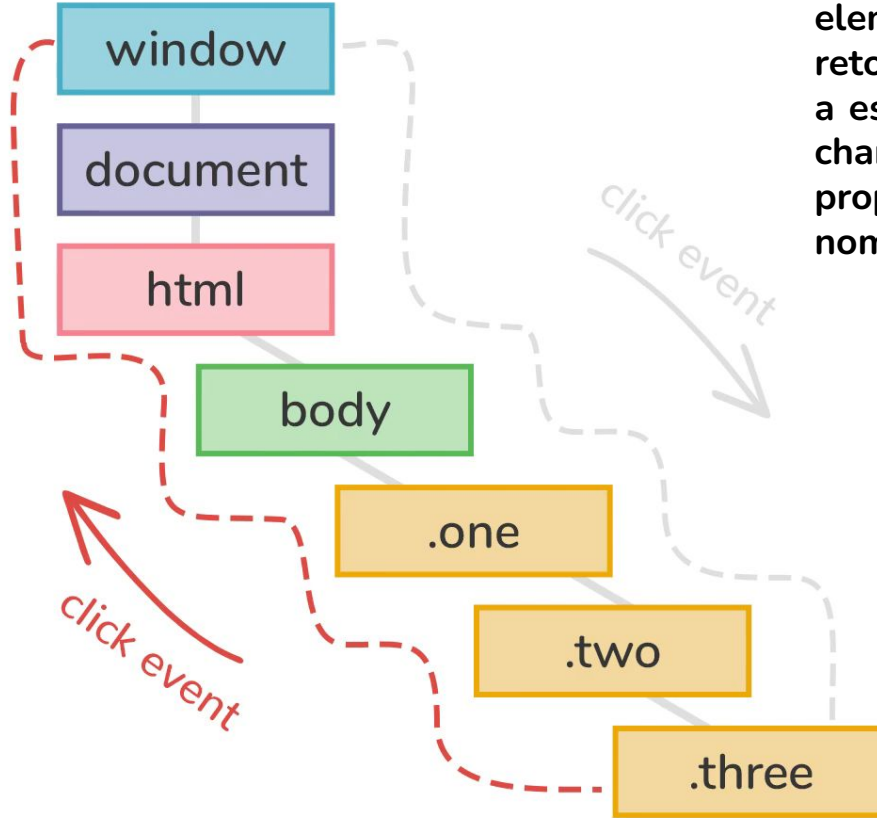 window
document
html
body
.one
.two
.three
click event
click event
a